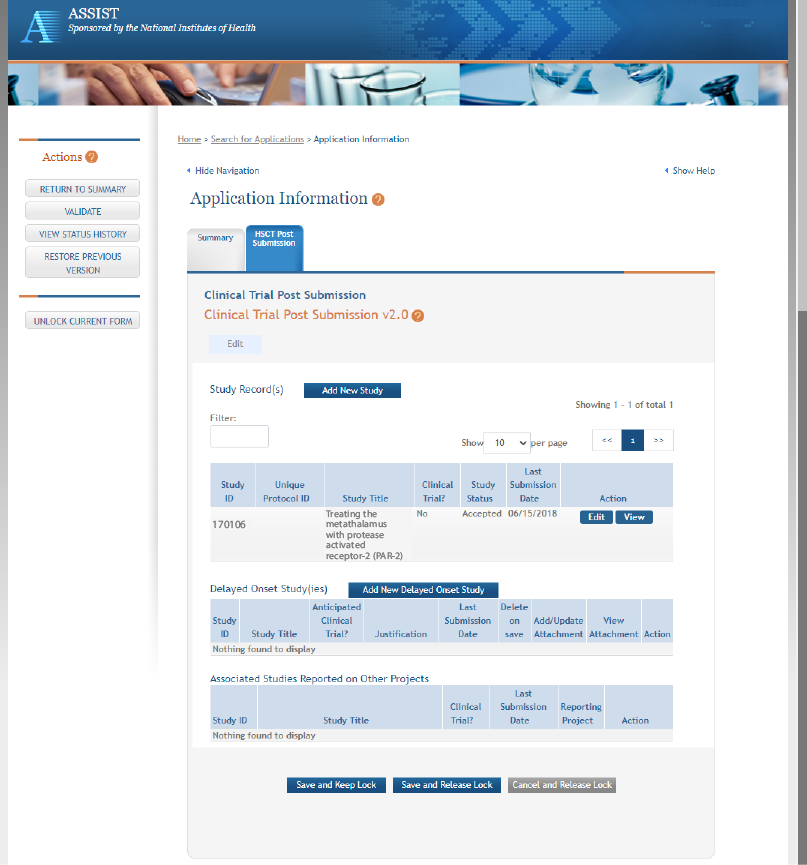 ASSIST
Sponsored by the National Institutes of Health
Home > Search for Applications > Application Information
Actions ?
RETURN TO SUMMARY
VALIDATE
VIEW STATUS HISTORY
RESTORE PREVIOUS
VERSION
UNLOCK CURRENT FORM
Hide Navigation
Show Help
Application Information ?
Summary
HSCT Post
Submission
Clinical Trial Post Submission
Clinical Trial Post Submission v2.0 ?
Edit
Study Record(s) Add New Study
Showing 1 - 1 of total 1
Filter:
Show 10 per page << 1 >>
Study ID Unique Protocol ID Study Title Clinical Trial? Study Status Last Submission Date Action
170106 Treating the No Accepted 06/15/2018 Edit View
metathalamus
with protease
activated
receptor-2 (PAR-2)
Delayed Onset Study(ies) Add New Delayed Onset Study
Study ID Study Title Anticipated Clinical Trial? Justification Last Submission Date Delete on save Add/Update Attachment View Attachment Action
Nothing found to display
Associated Studies Reported on Other Projects
Study ID Study Title Clinical Trial? Last Submission Date Reporting Project Action
Nothing found to display
Save and Keep Lock Save and Release Lock Cancel and Release Lock